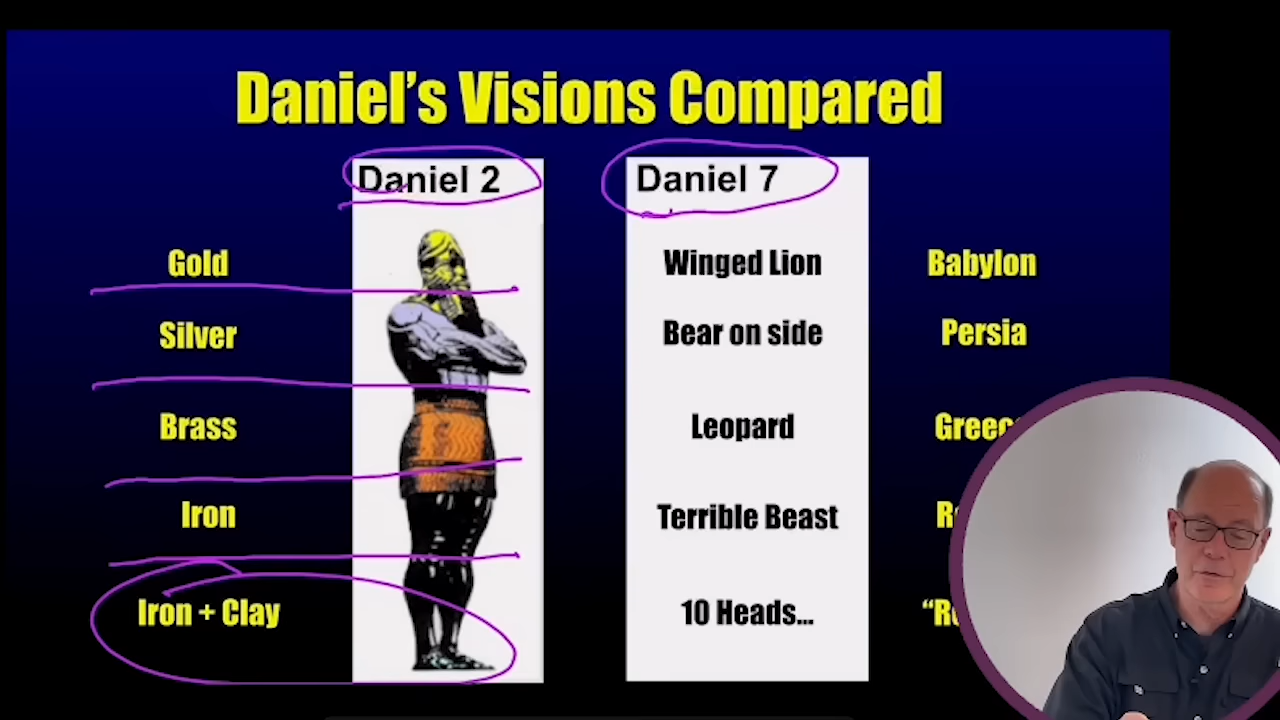 Daniel's Visions Compared
Daniel 2
Daniel 7
Gold
Winged Lion
Babylon
Silver
Bear on side
Persia
Brass
Leopard
Iron
Terrible Beast
Iron + Clay
10 Heads...